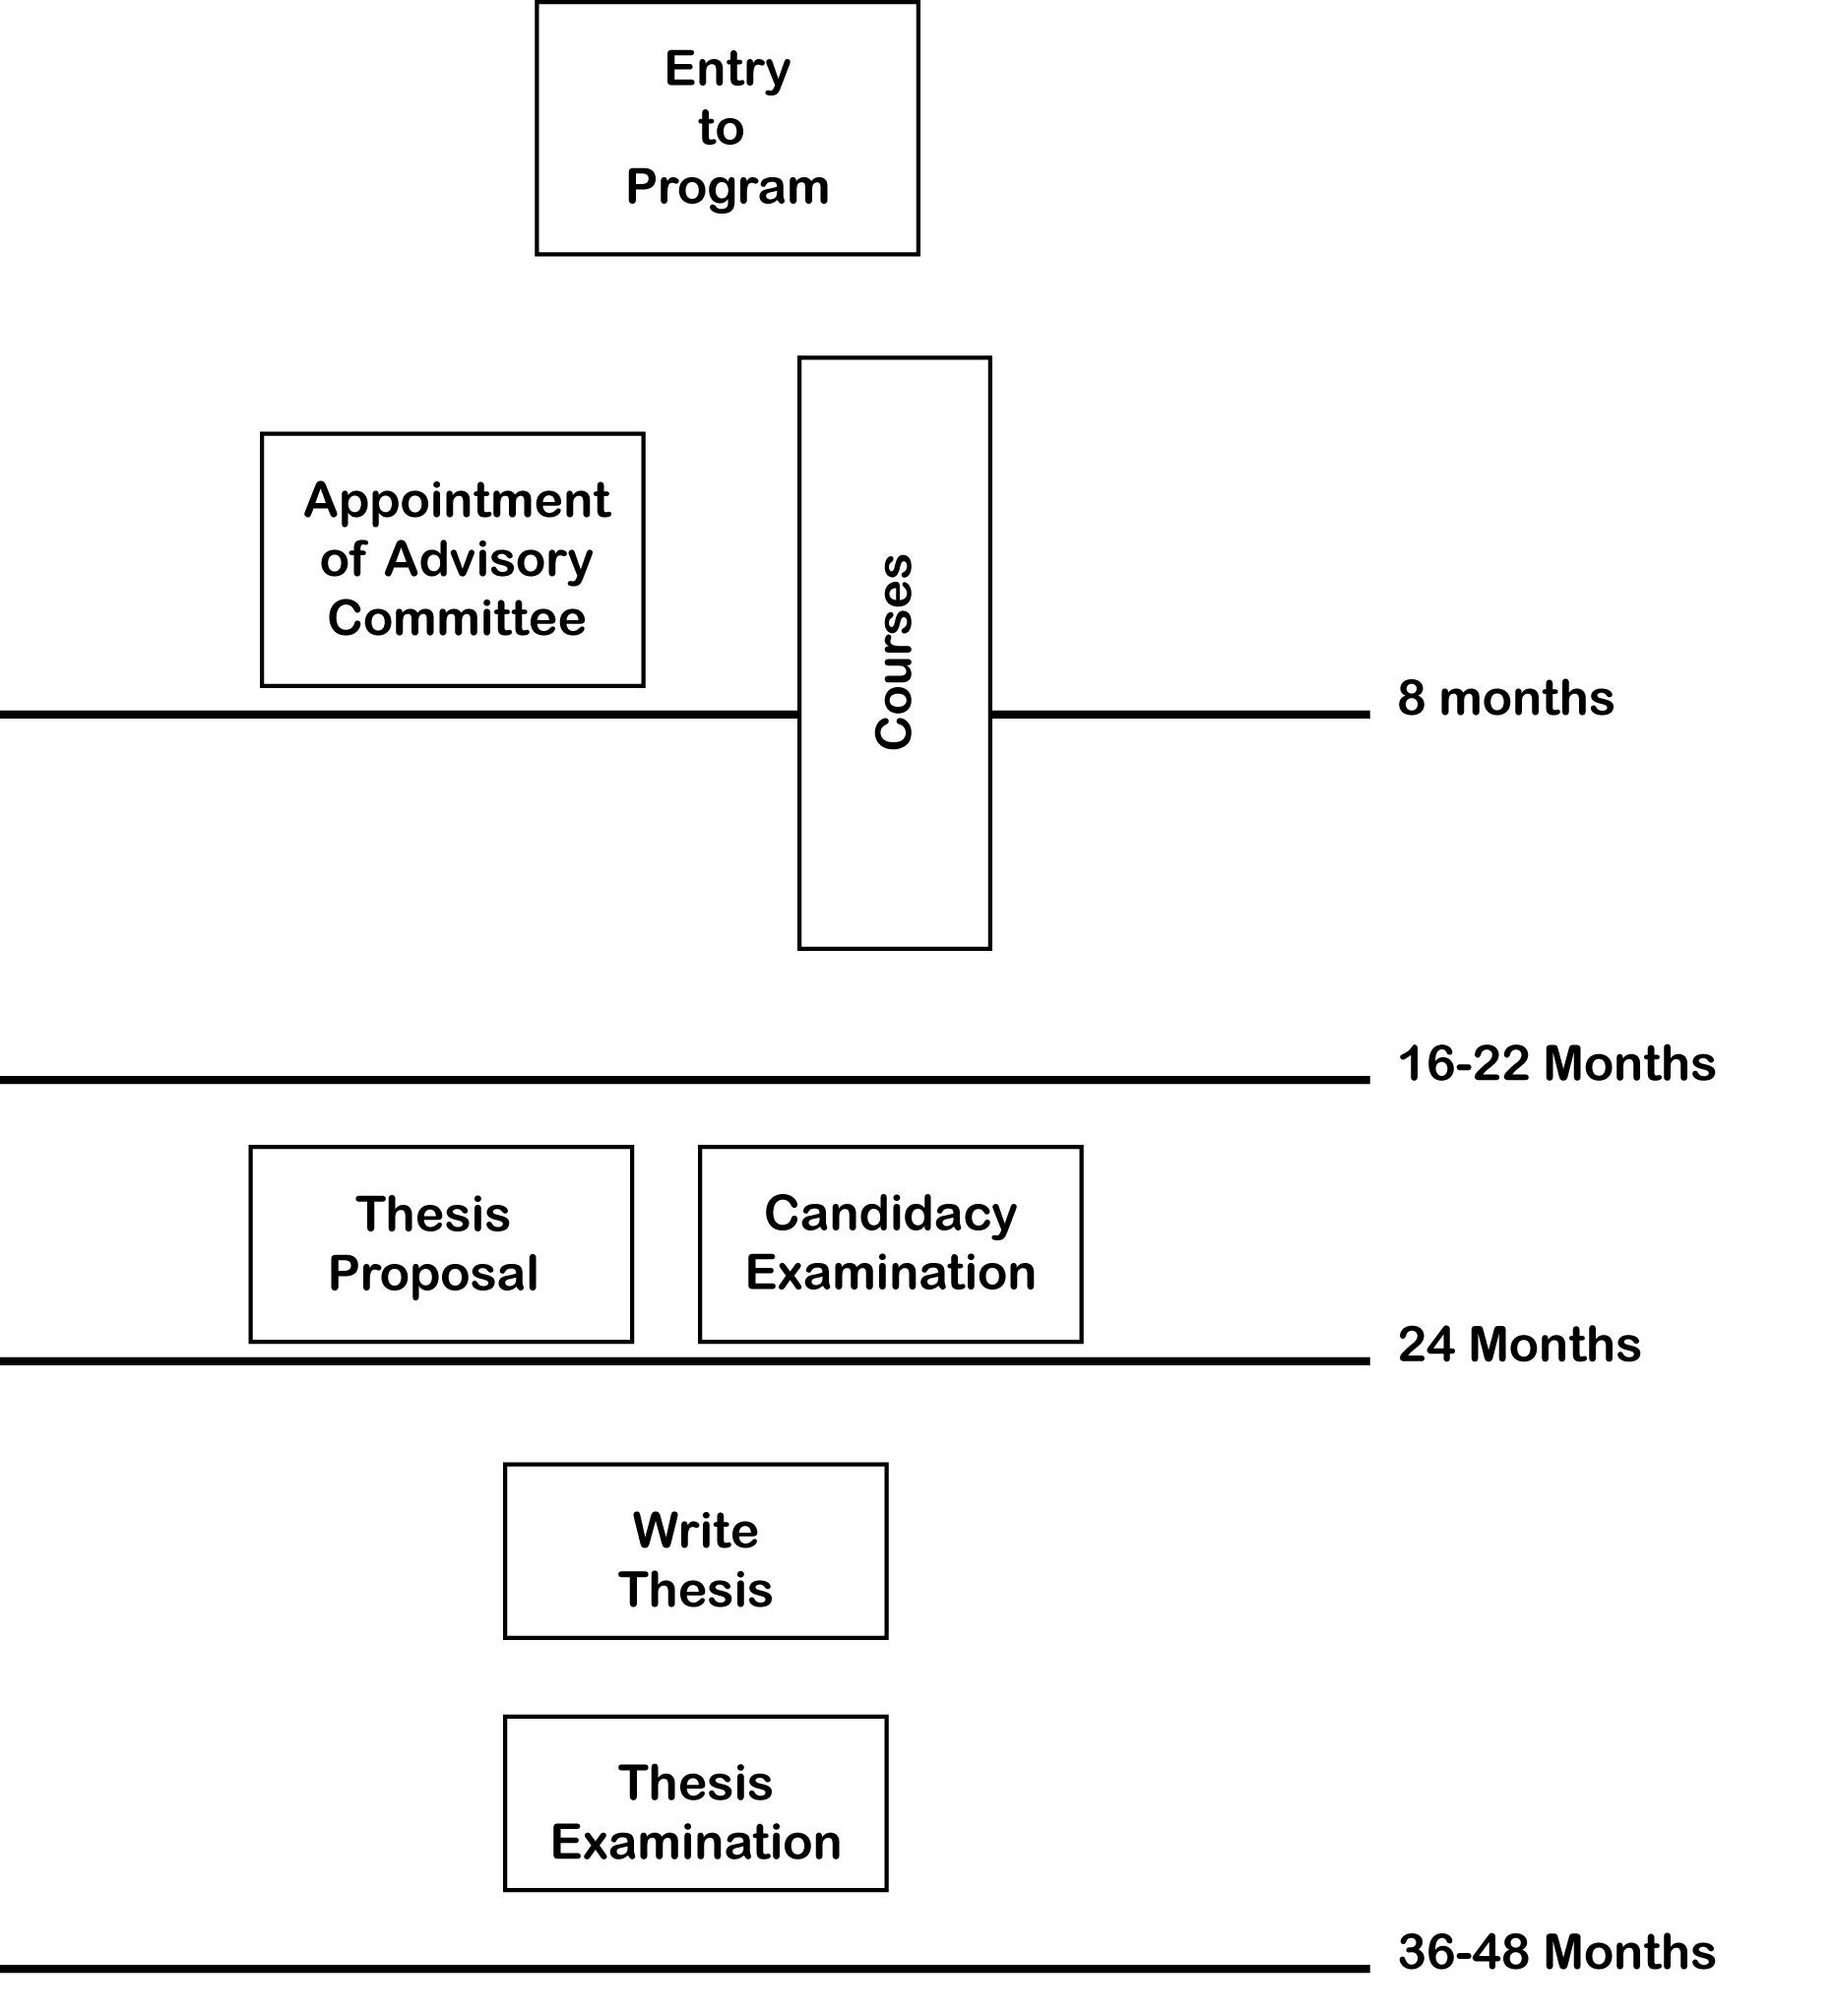 Entry
to
Program
Appointment
of Advisory
Committee
Courses
8 months
16-22 Months
Thesis
Proposal
Candidacy
Examination
24 Months
Write
Thesis
Thesis
Examination
36-48 Months